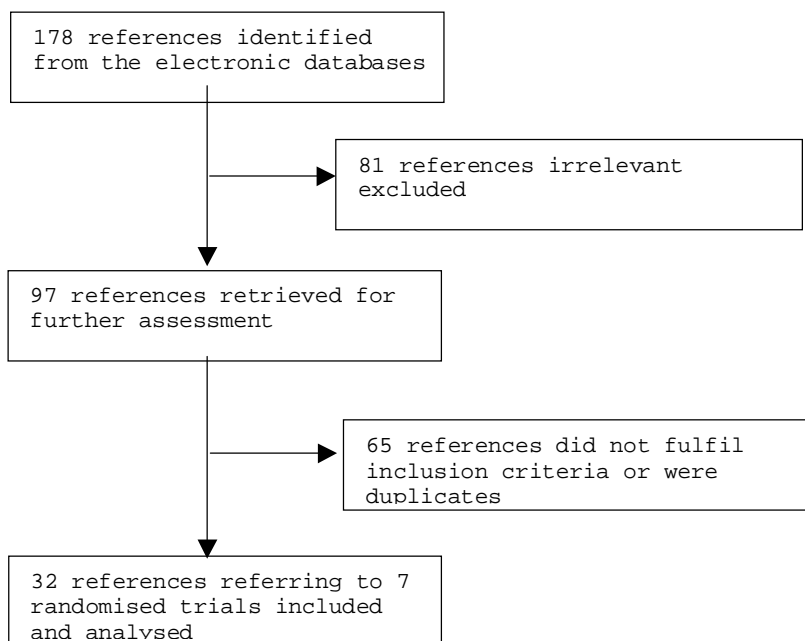 178 references identified
from the electronic databases
81 references irrelevant
excluded
97 references retrieved for
further assessment
65 references did not fulfil
inclusion criteria or were
duplicates
32 references referring to 7
randomised trials included
and analysed